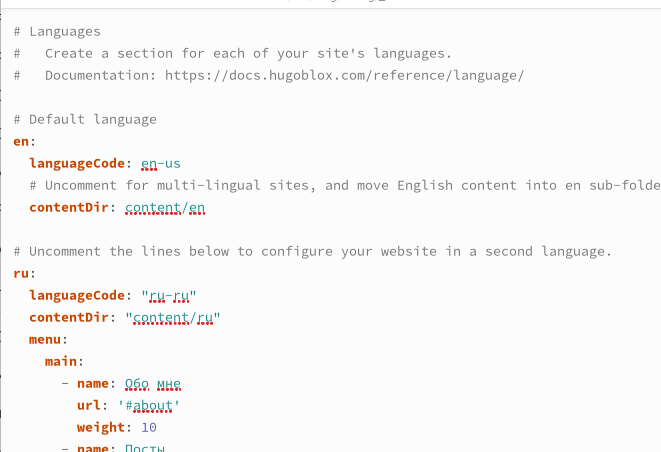 # Languages
#   Create a section for each of your site's languages.
#   Documentation: https://docs.hugoblox.com/reference/language/
# Default language
en:
  languageCode: en-us
  # Uncomment for multi-lingual sites, and move English content into en sub-folde
  contentDir: content/en
# Uncomment the lines below to configure your website in a second language.
ru:
  languageCode: "ru-ru"
  contentDir: "content/ru"
  menu:
    main:
      - name: Обо мне
        url: '#about'
        weight: 10
      - name: Посты